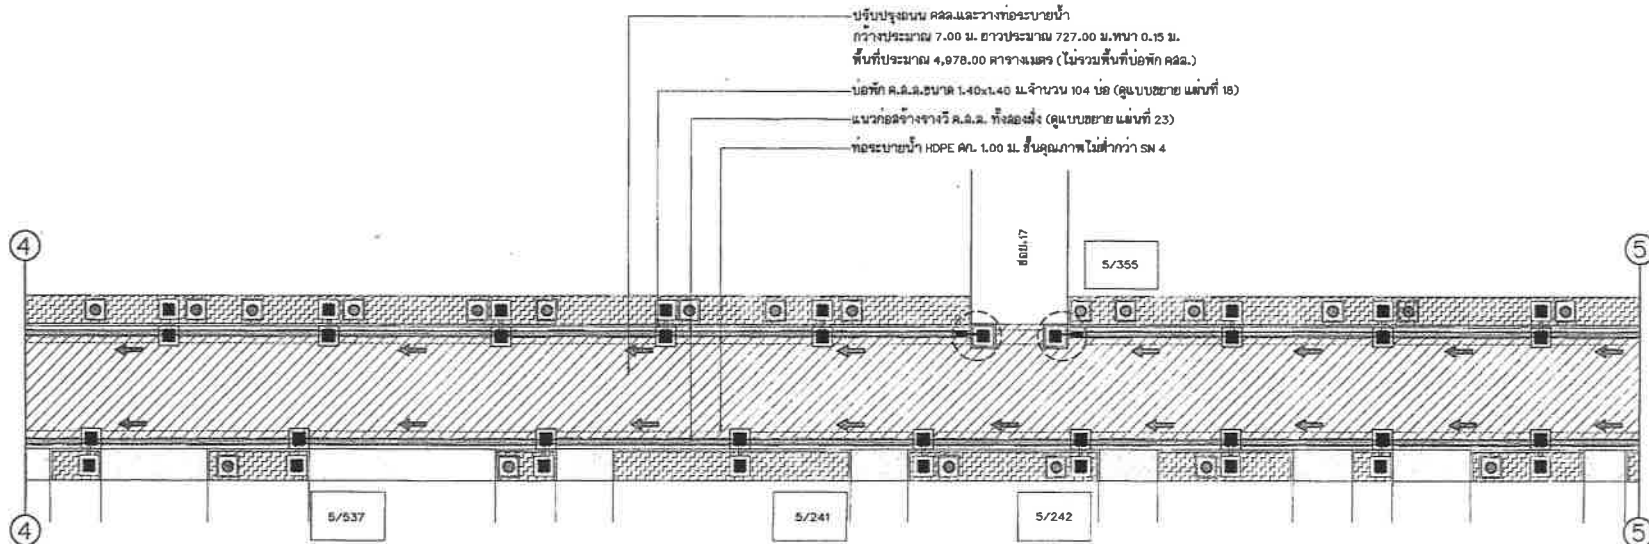 ปรับปรุงถนน คสล.และวางท่อระบายน้ำ
กว้างประมาณ 7.00 ม. ยาวประมาณ 727.00 ม.หนา 0.15 ม.
พื้นที่ประมาณ 4,978.00 ตารางเมตร (ไม่รวมพื้นที่บ่อพัก คสล.)
บ่อพัก ค.ส.ล.ขนาด 1.40x1.40 ม.จำนวน 104 บ่อ (ดูแบบขยาย แผ่นที่ 18)
แนวก่อสร้างรางวี ค.ส.ล. ทั้งสองฝั่ง (ดูแบบขยาย แผ่นที่ 23)
ท่อระบายน้ำ HDPE ศก. 1.00 ม. ชั้นคุณภาพไม่ต่ำกว่า SN 4
ซอย.17
4
5
5/355
5/537
5/241
5/242
4
5